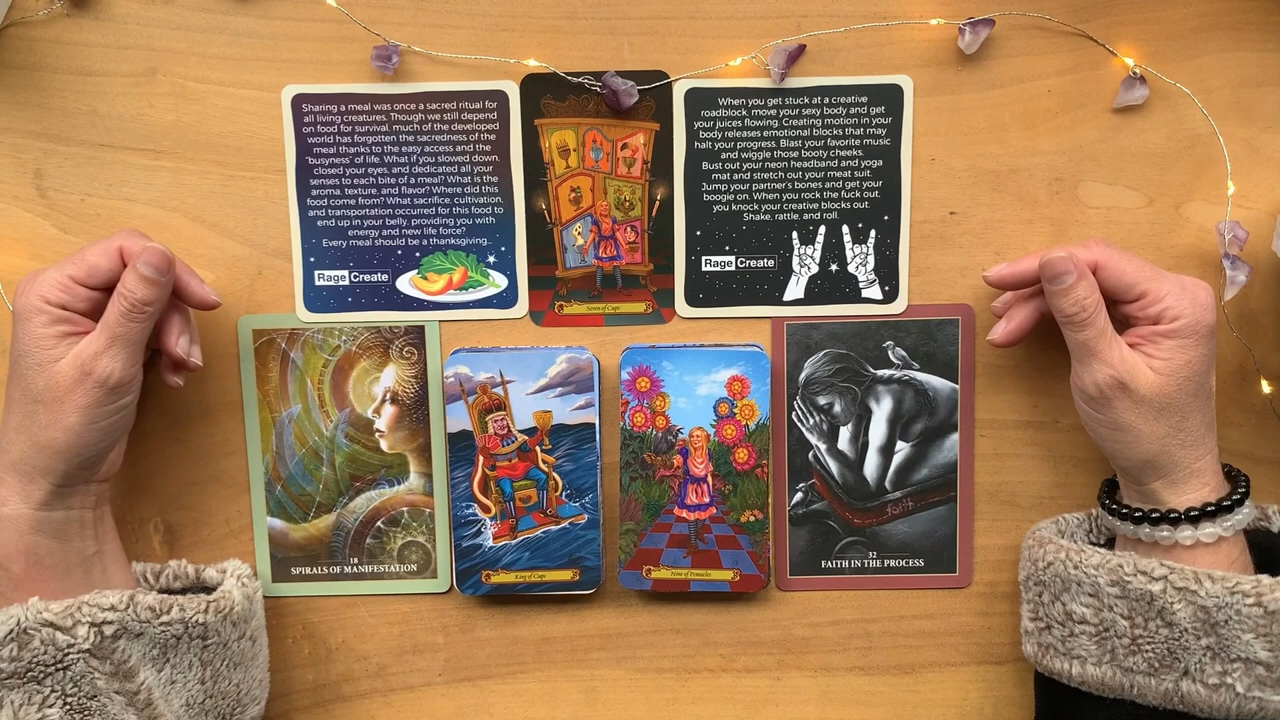 Sharing a meal was once a sacred ritual for
all living creatures. Though we still depend
on food for survival, much of the developed
world has forgotten the sacredness of the
meal thanks to the easy access and the
"busyness" of life. What if you slowed down,
closed your eyes, and dedicated all your
senses to each bite of a meal? What is the
aroma, texture, and flavor? Where did this
food come from? What sacrifice, cultivation,
and transportation occurred for this food to
end up in your belly, providing you with
energy and new life force?
Every meal should be a thanksgiving...
Rage Create
Seven of Cups
When you get stuck at a creative
roadblock, move your sexy body and get
your juices flowing. Creating motion in your
body releases emotional blocks that may
halt your progress. Blast your favorite music
and wiggle those booty cheeks.
Bust out your neon headband and yoga
mat and stretch out your meat suit.
Jump your partner's bones and get your
boogie on. When you rock the fuck out,
you knock your creative blocks out.
Shake, rattle, and roll.
Rage Create
18
SPIRALS OF MANIFESTATION
King of Cups
Nine of Pentacles
faith
32
FAITH IN THE PROCESS